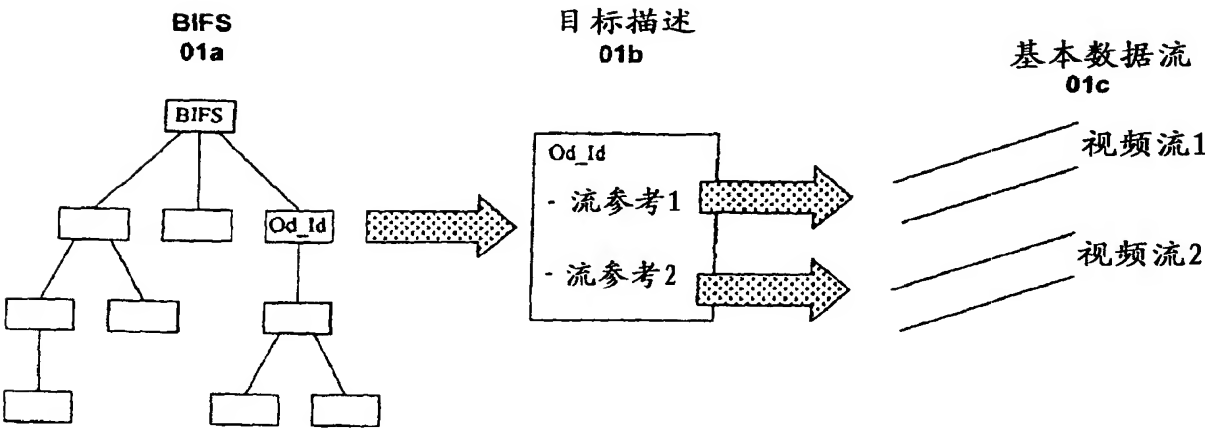 BIFS
01a
目标描述
01b
基本数据流
01c
BIFS
Od_Id
Od_Id
- 流参考1
- 流参考2
视频流1
视频流2